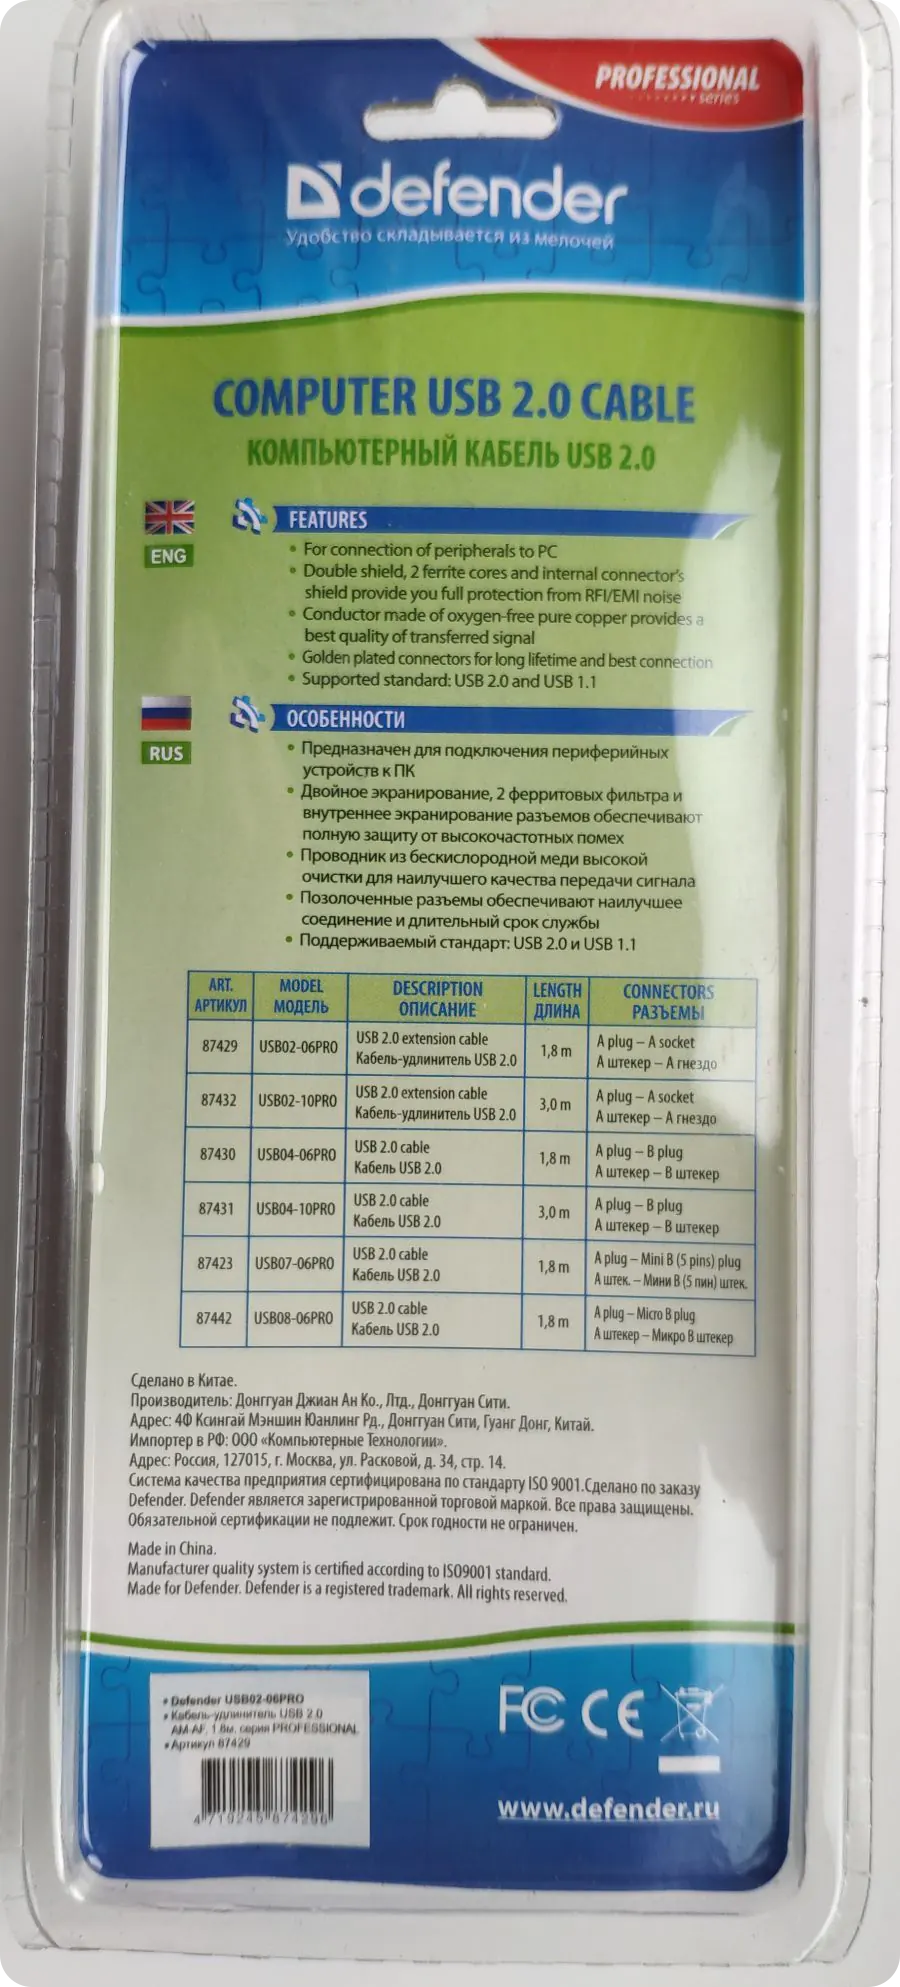 PROFESSIONAL
series
defender
Удобство складывается из мелочей
COMPUTER USB 2.0 CABLE
КОМПЬЮТЕРНЫЙ КАБЕЛЬ USB 2.0
ENG
FEATURES
• For connection of peripherals to PC
• Double shield, 2 ferrite cores and internal connector's
shield provide you full protection from RFI/EMI noise
• Conductor made of oxygen-free pure copper provides a
best quality of transferred signal
• Golden plated connectors for long lifetime and best connection
• Supported standard: USB 2.0 and USB 1.1
RUS
ОСОБЕННОСТИ
• Предназначен для подключения периферийных
устройств к ПК
• Двойное экранирование, 2 ферритовых фильтра и
внутреннее экранирование разъемов обеспечивают
полную защиту от высокочастотных помех
• Проводник из бескислородной меди высокой
очистки для наилучшего качества передачи сигнала
• Позолоченные разъемы обеспечивают наилучшее
соединение и длительный срок службы
• Поддерживаемый стандарт: USB 2.0 и USB 1.1
ART. MODEL DESCRIPTION LENGTH CONNECTORS
АРТИКУЛ МОДЕЛЬ ОПИСАНИЕ ДЛИНА РАЗЪЕМЫ
87429 USB02-06PRO USB 2.0 extension cable 1,8 m A plug – A socket
Кабель-удлинитель USB 2.0 А штекер – А гнездо
87432 USB02-10PRO USB 2.0 extension cable 3,0 m A plug – A socket
Кабель-удлинитель USB 2.0 А штекер – А гнездо
87430 USB04-06PRO USB 2.0 cable 1,8 m A plug – B plug
Кабель USB 2.0 А штекер – В штекер
87431 USB04-10PRO USB 2.0 cable 3,0 m A plug – B plug
Кабель USB 2.0 А штекер – В штекер
87423 USB07-06PRO USB 2.0 cable 1,8 m A plug – Mini B (5 pins) plug
Кабель USB 2.0 А штек. – Мини В (5 пин) штек.
87442 USB08-06PRO USB 2.0 cable 1,8 m A plug – Micro B plug
Кабель USB 2.0 А штекер – Микро В штекер
Сделано в Китае.
Производитель: Донггуан Джиан Ан Ко., Лтд., Донггуан Сити.
Адрес: 4Ф Ксингай Мэншин Юанлинг Рд., Донггуан Сити, Гуанг Донг, Китай.
Импортер в РФ: ООО «Компьютерные Технологии».
Адрес: Россия, 127015, г. Москва, ул. Расковой, д. 34, стр. 14.
Система качества предприятия сертифицирована по стандарту ISO 9001.Сделано по заказу
Defender. Defender является зарегистрированной торговой маркой. Все права защищены.
Обязательной сертификации не подлежит. Срок годности не ограничен.
Made in China.
Manufacturer quality system is certified according to ISO9001 standard.
Made for Defender. Defender is a registered trademark. All rights reserved.
• Defender USB02-06PRO
• Кабель-удлинитель USB 2.0
AM-AF, 1.8м, серия PROFESSIONAL
• Артикул 87429
4 719245 874296
FC CE
www.defender.ru